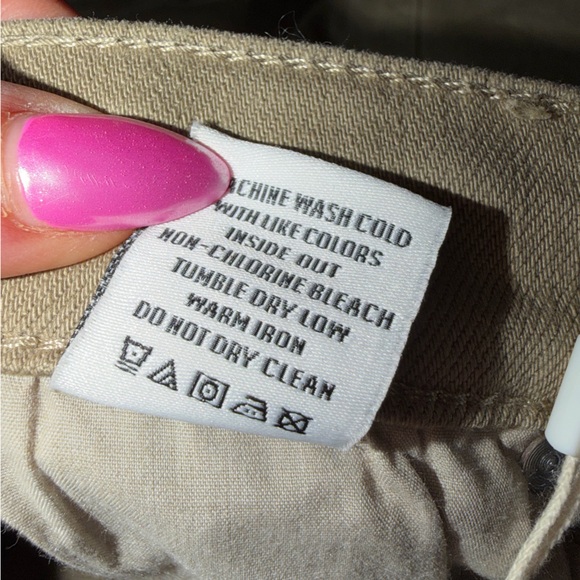 ACHINE WASH COLD
WITH LIKE COLORS
INSIDE OUT
NON-CHLORINE BLEACH
TUMBLE DRY LOW
WARM IRON
DO NOT DRY CLEAN